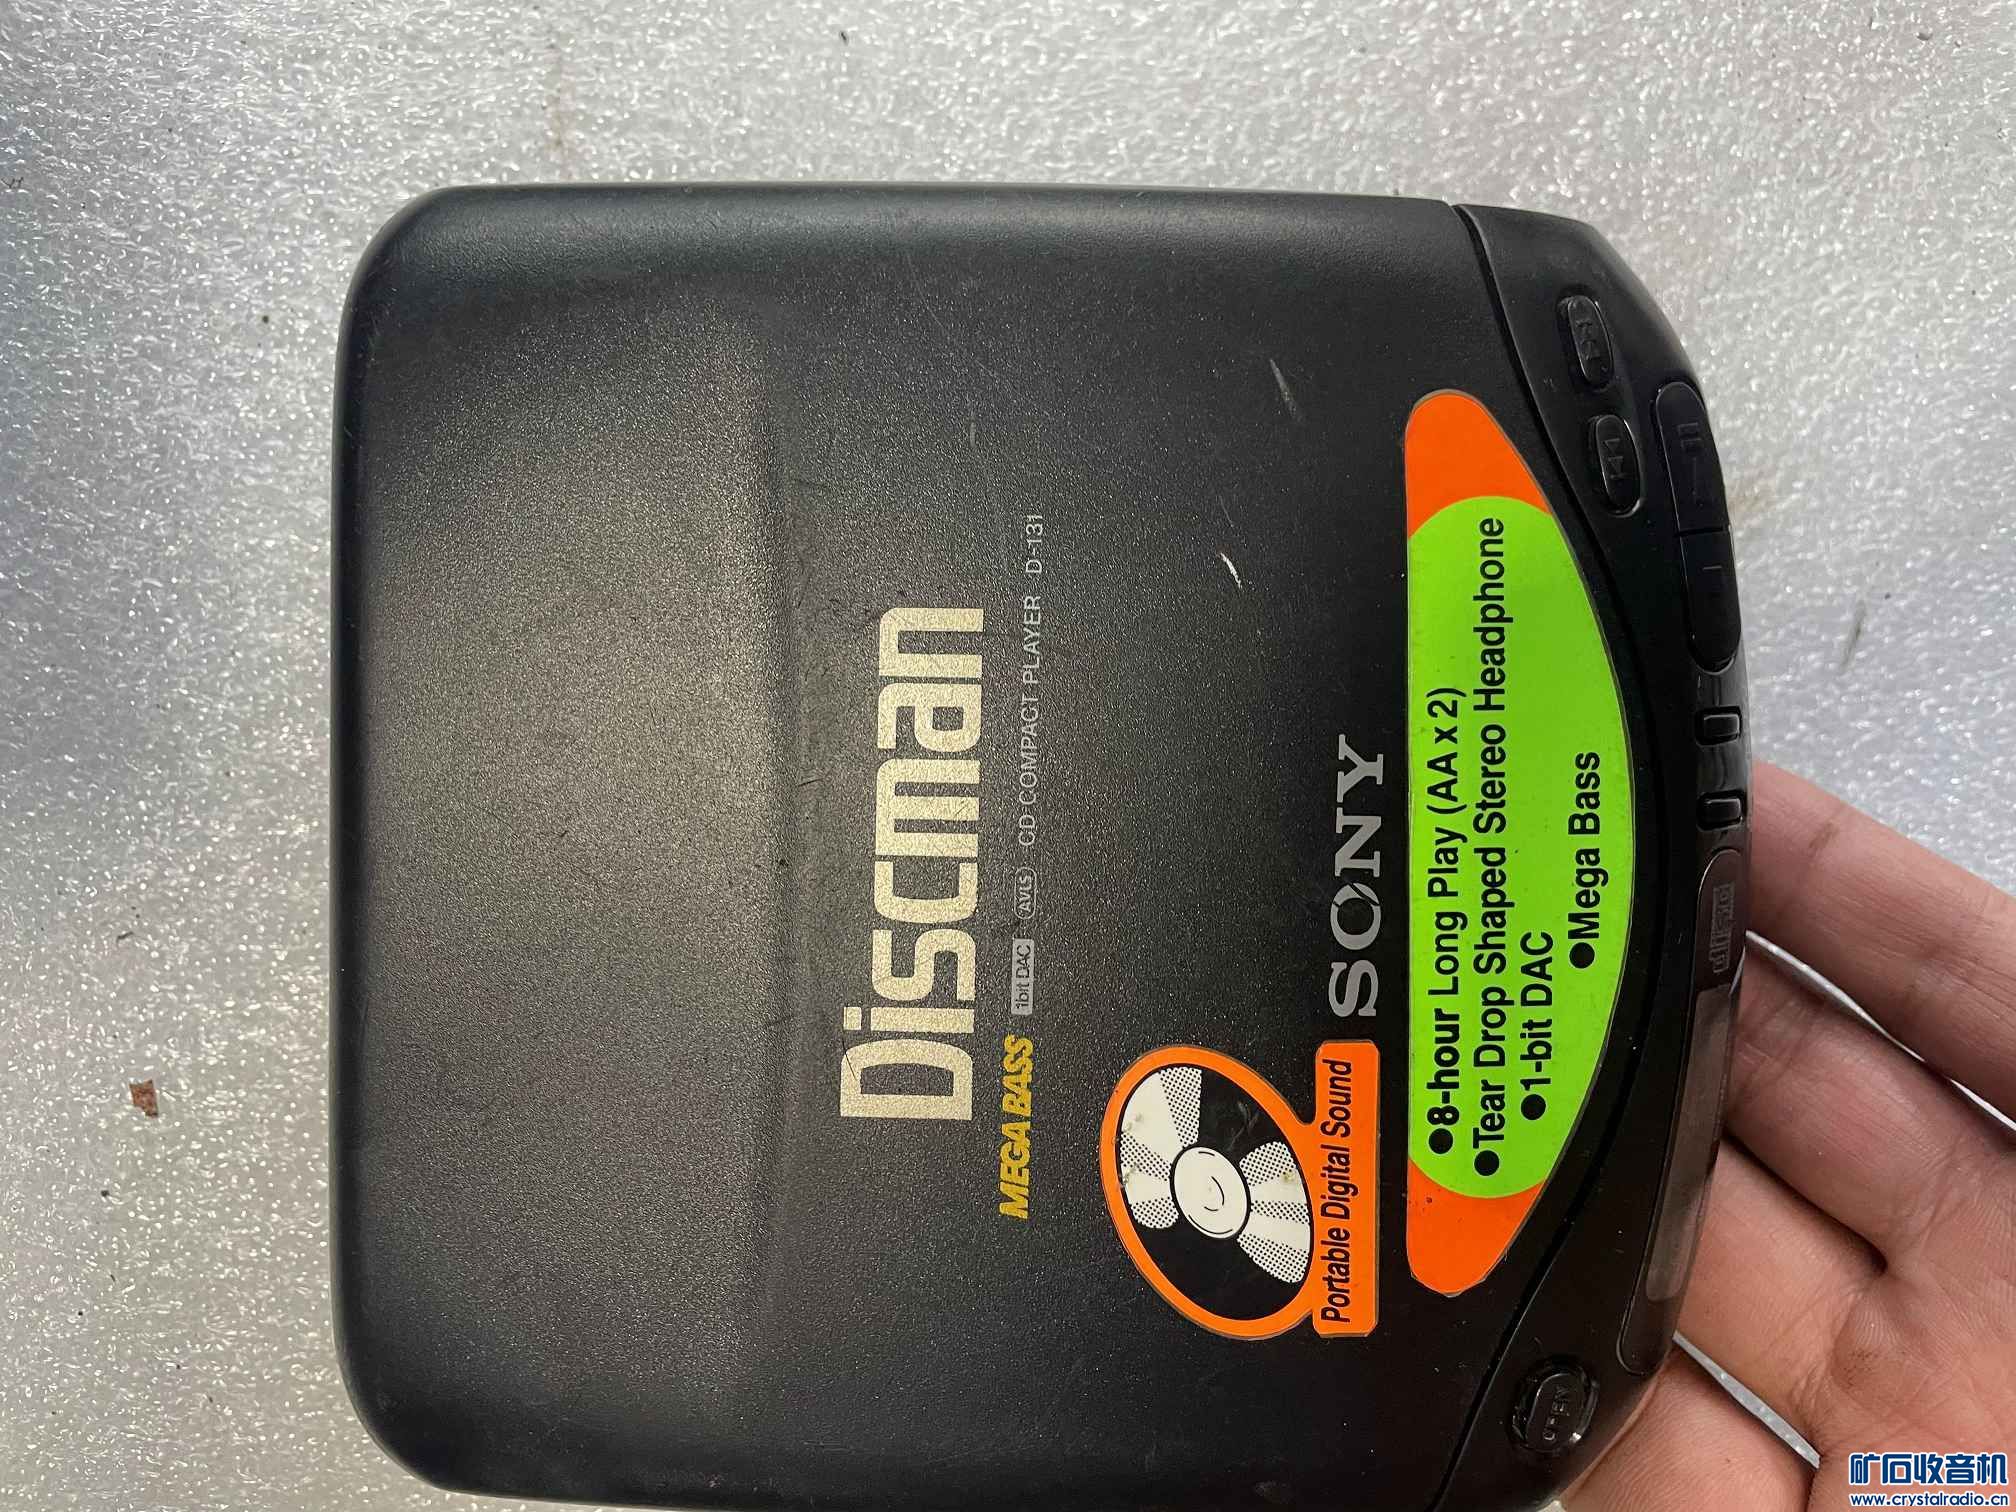 Discman
MEGA BASS 1bit DAC AVLS CD COMPACT PLAYER D-131
Portable Digital Sound
SONY
●8-hour Long Play (AA x 2)
●Tear Drop Shaped Stereo Headphone
●1-bit DAC
●Mega Bass
OPEN
矿石收音机
www.crystalradio.cn